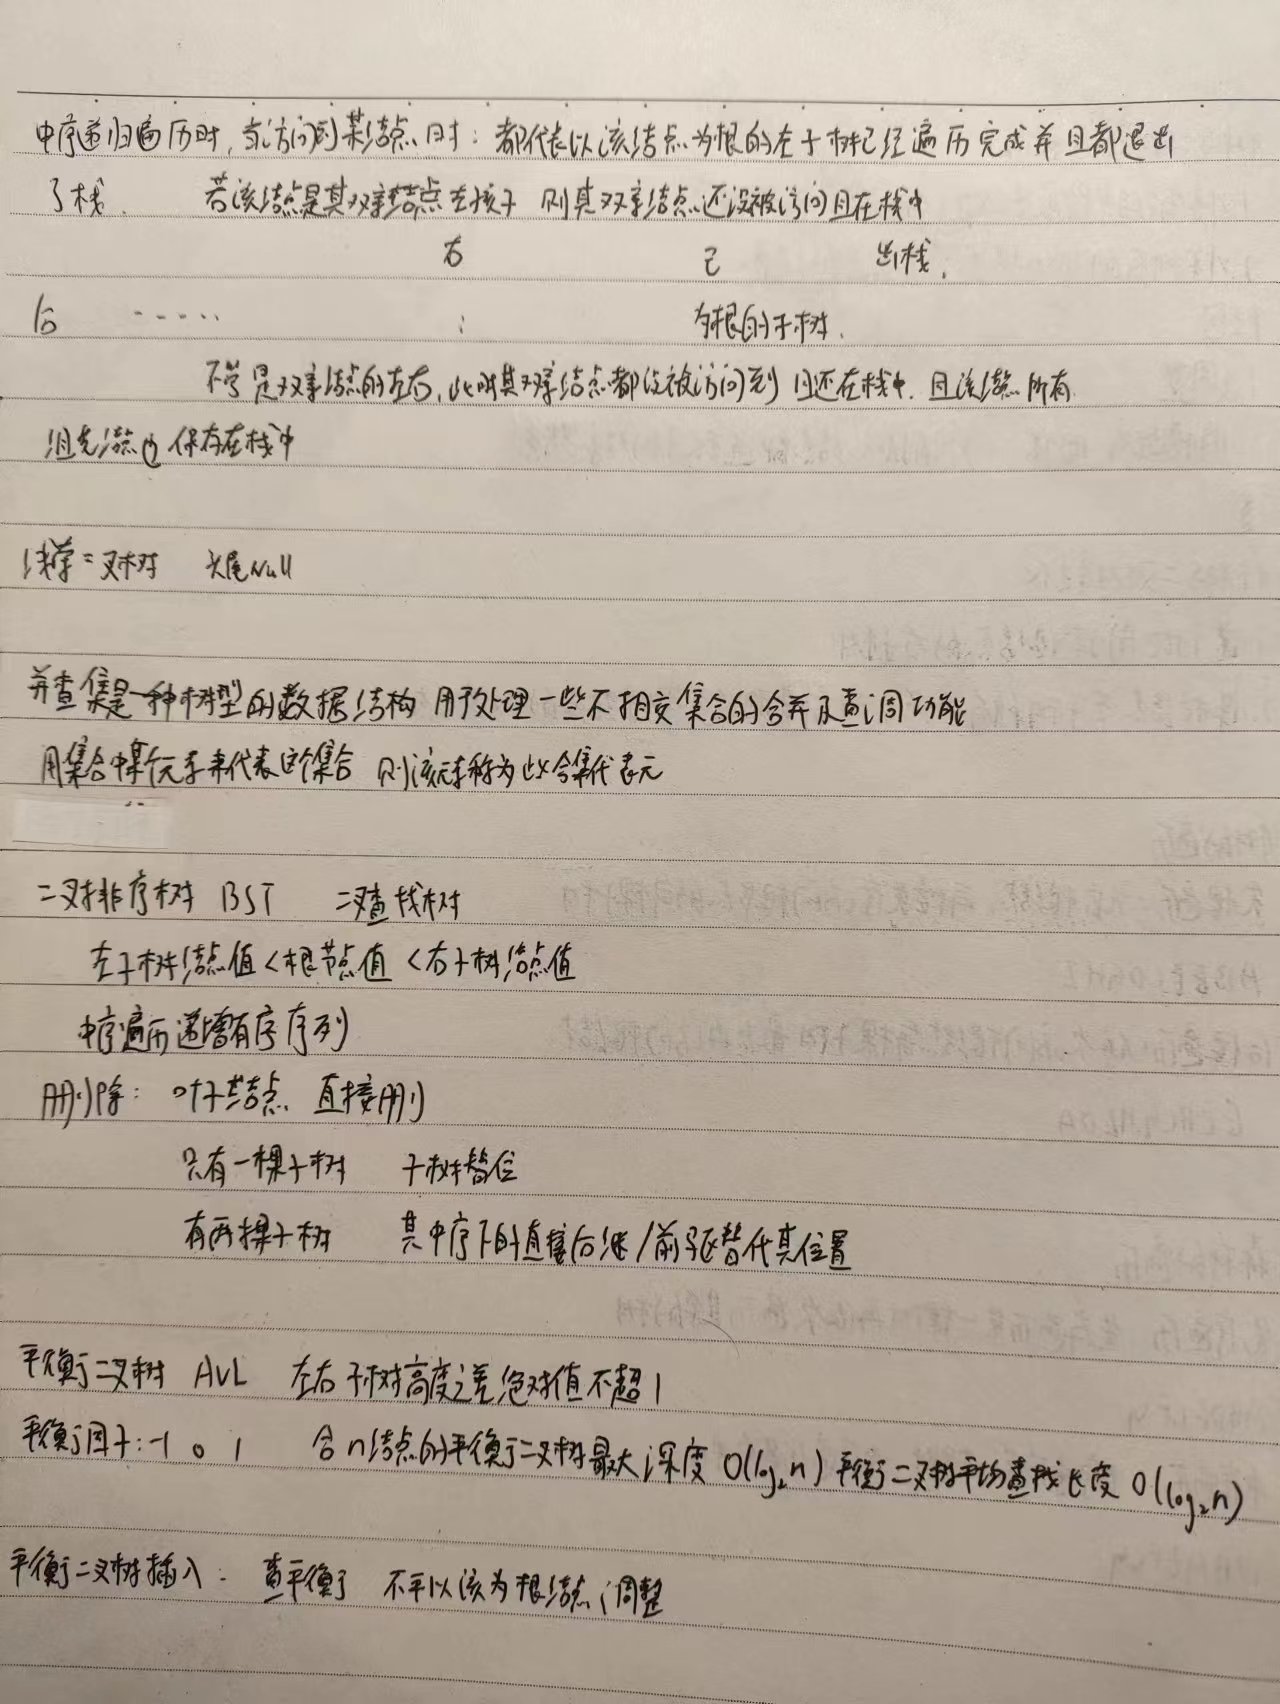 中序递归遍历时，当访问到某结点时：都代表以该结点为根的左子树已经遍历完成并且都退出
了栈．　若该结点是其双亲结点左孩子 则其双亲结点还没被访问且在栈中
右　已　出栈．
后 ······ ： 为根的子树．
不管是双亲结点的左右，此时其双亲结点都没被访问到 且还在栈中．且该结点所有
祖先结点也保存在栈中
线索二叉树　头尾Null
并查集是一种树型的数据结构 用于处理一些不相交集合的合并及查询功能
用集合中某个元素来代表这个集合 则该元素称为此合集代表元
二叉排序树 BST　二叉查找树
左子树结点值<根节点值<右子树结点值
中序遍历递增有序序列
删除：叶子结点 直接删
只有一棵子树　子树替位
有两棵子树　其中序下的直接后继/前驱替代其位置
平衡二叉树 AVL 左右子树高度之差绝对值不超1
平衡因子:-1 0 1　含n结点的平衡二叉树最大深度 O(log₂n) 平衡二叉树平均查找长度 O(log₂n)
平衡二叉树插入：查平衡 不平以该为根结点调整